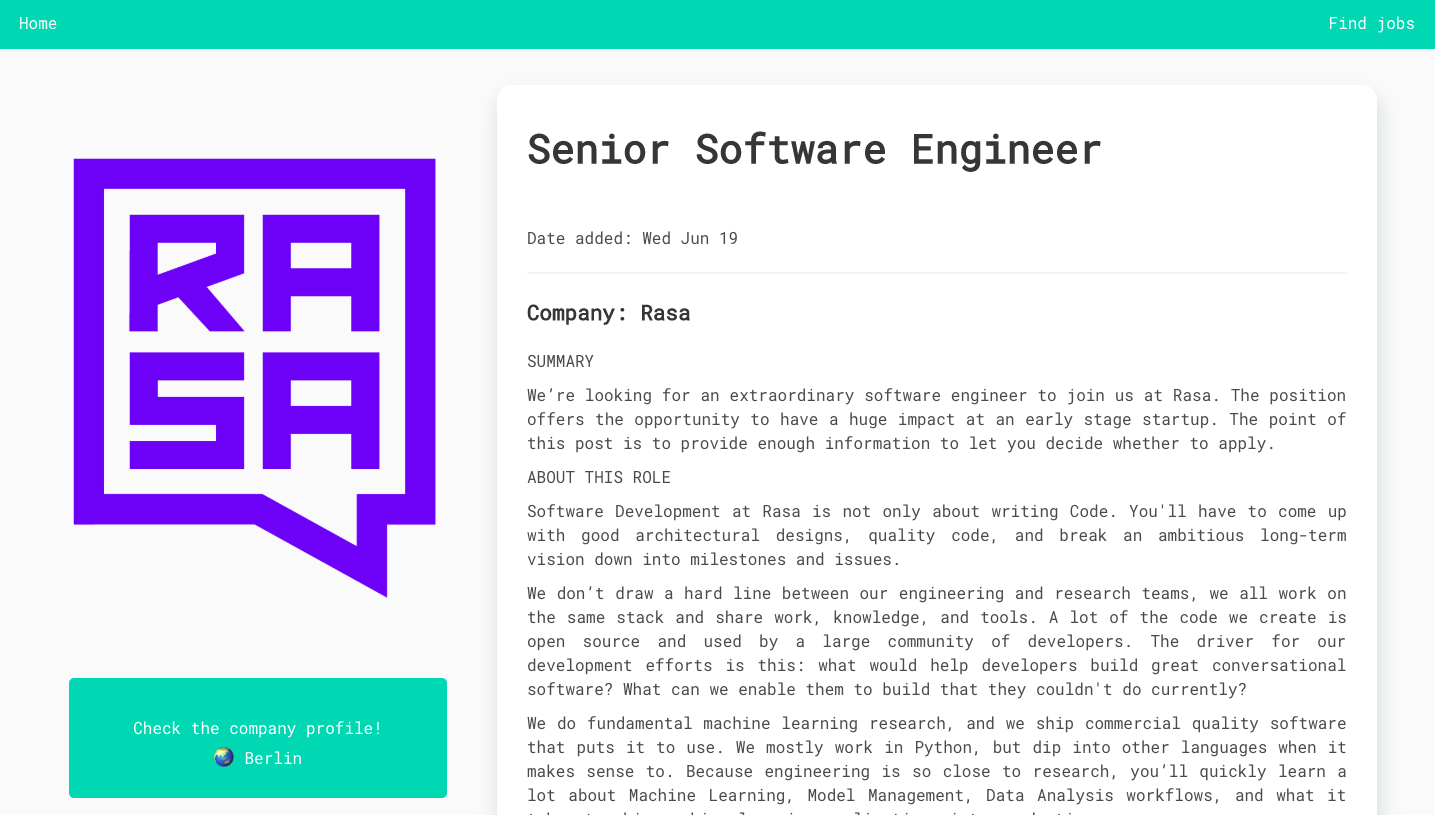 Home
Find jobs
RA
SA
Check the company profile!
Berlin
Senior Software Engineer
Date added: Wed Jun 19
Company: Rasa
SUMMARY
We’re looking for an extraordinary software engineer to join us at Rasa. The position
offers the opportunity to have a huge impact at an early stage startup. The point of
this post is to provide enough information to let you decide whether to apply.
ABOUT THIS ROLE
Software Development at Rasa is not only about writing Code. You'll have to come up
with good architectural designs, quality code, and break an ambitious long-term
vision down into milestones and issues.
We don’t draw a hard line between our engineering and research teams, we all work on
the same stack and share work, knowledge, and tools. A lot of the code we create is
open source and used by a large community of developers. The driver for our
development efforts is this: what would help developers build great conversational
software? What can we enable them to build that they couldn't do currently?
We do fundamental machine learning research, and we ship commercial quality software
that puts it to use. We mostly work in Python, but dip into other languages when it
makes sense to. Because engineering is so close to research, you’ll quickly learn a
lot about Machine Learning, Model Management, Data Analysis workflows, and what it